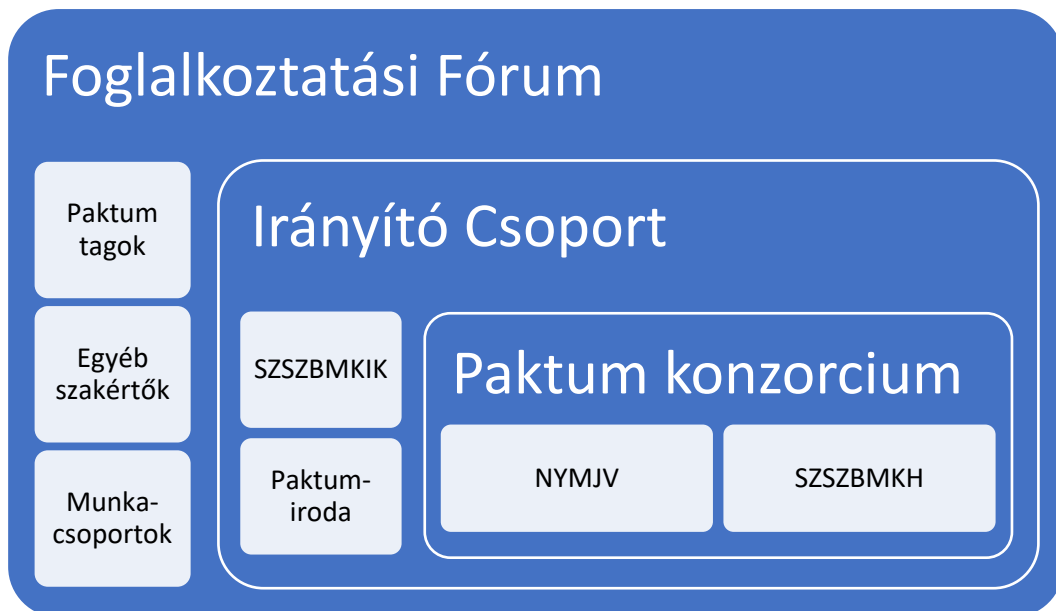 Foglalkoztatási Fórum
Paktum
tagok
Egyéb
szakértők
Munka-
csoportok
Irányító Csoport
SZSZBMKIK
Paktum-
iroda
Paktum konzorcium
NYMJV
SZSZBMKH